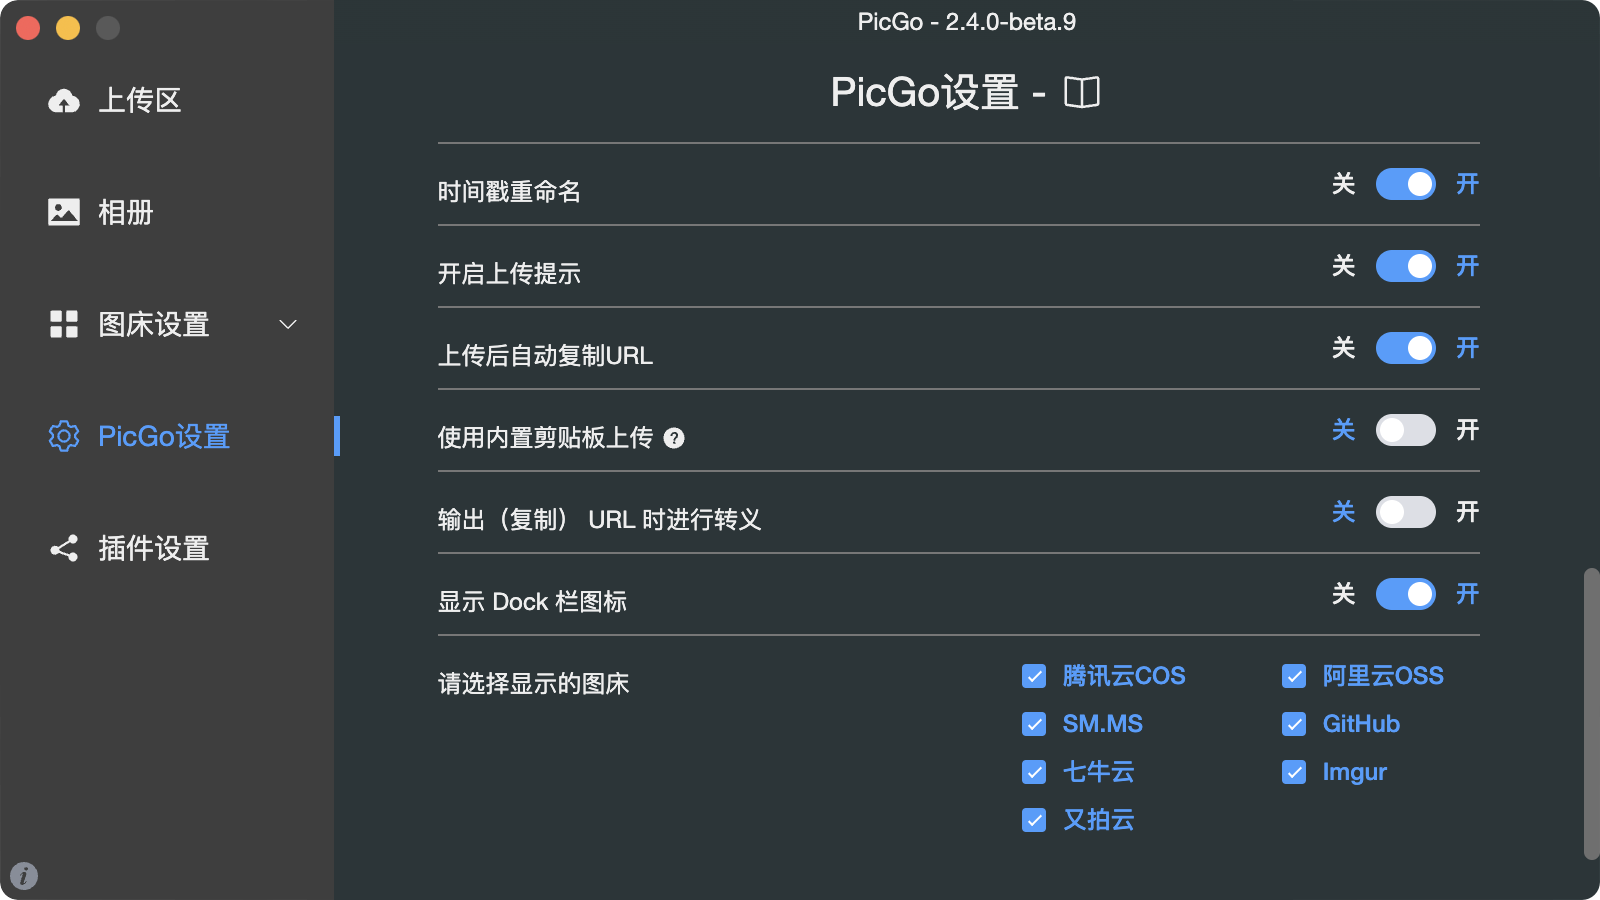 PicGo - 2.4.0-beta.9
上传区
相册
图床设置
PicGo设置
插件设置
PicGo设置 -
时间戳重命名 关 开
开启上传提示 关 开
上传后自动复制URL 关 开
使用内置剪贴板上传 ? 关 开
输出（复制） URL 时进行转义 关 开
显示 Dock 栏图标 关 开
请选择显示的图床 腾讯云COS 阿里云OSS
SM.MS GitHub
七牛云 Imgur
又拍云
i